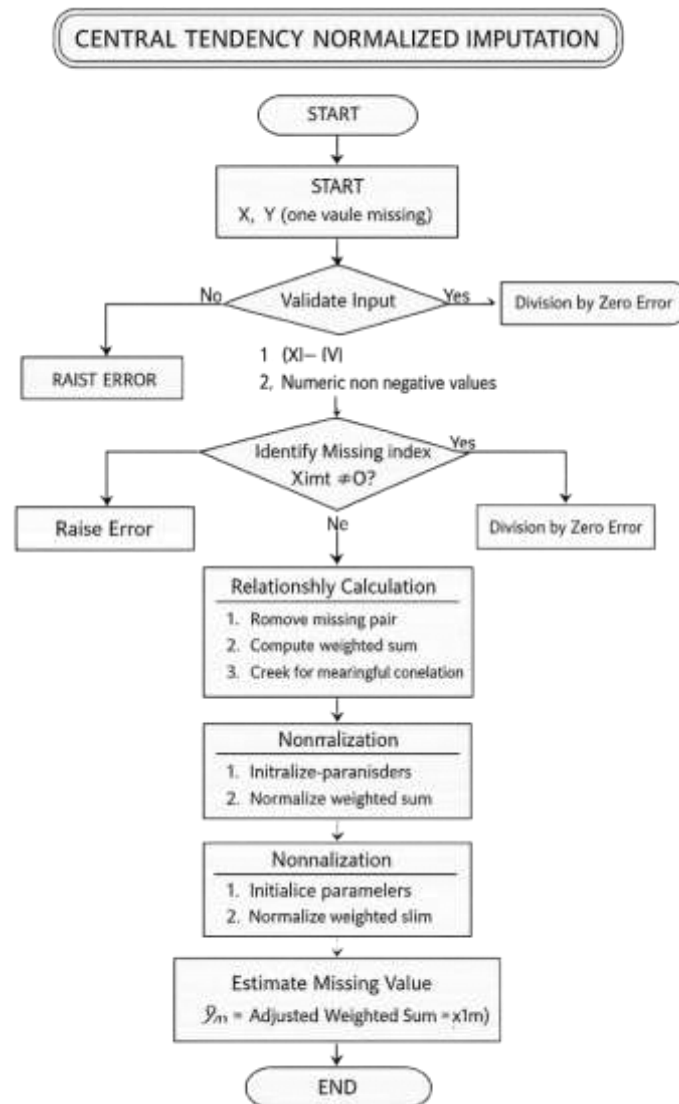 CENTRAL TENDENCY NORMALIZED IMPUTATION
START
START
X, Y (one vaule missing)
No
Validate Input
Yes
Division by Zero Error
RAIST ERROR
1 (X)– (V)
2, Numeric non negative values
Identify Missing index
Ximt ≠O?
Yes
Raise Error
Ne
Division by Zero Error
Relationshly Calculation
1. Romove missing pair
2. Compute weighted sum
3. Creek for mearingful conelation
Nonrralization
1. Initralize-paranisders
2. Normalize weighted sum
Nonnalization
1. Initialice paramelers
2. Normalize weighted slim
Estimate Missing Value
ŷm = Adjusted Weighted Sum = x1m)
END